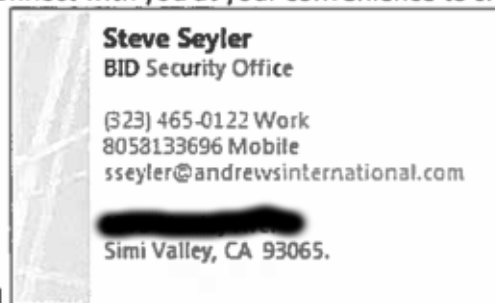 Steve Seyler
BID Security Office
(323) 465-0122 Work
8058133696 Mobile
sseyler@andrewsinternational.com
Simi Valley, CA 93065.